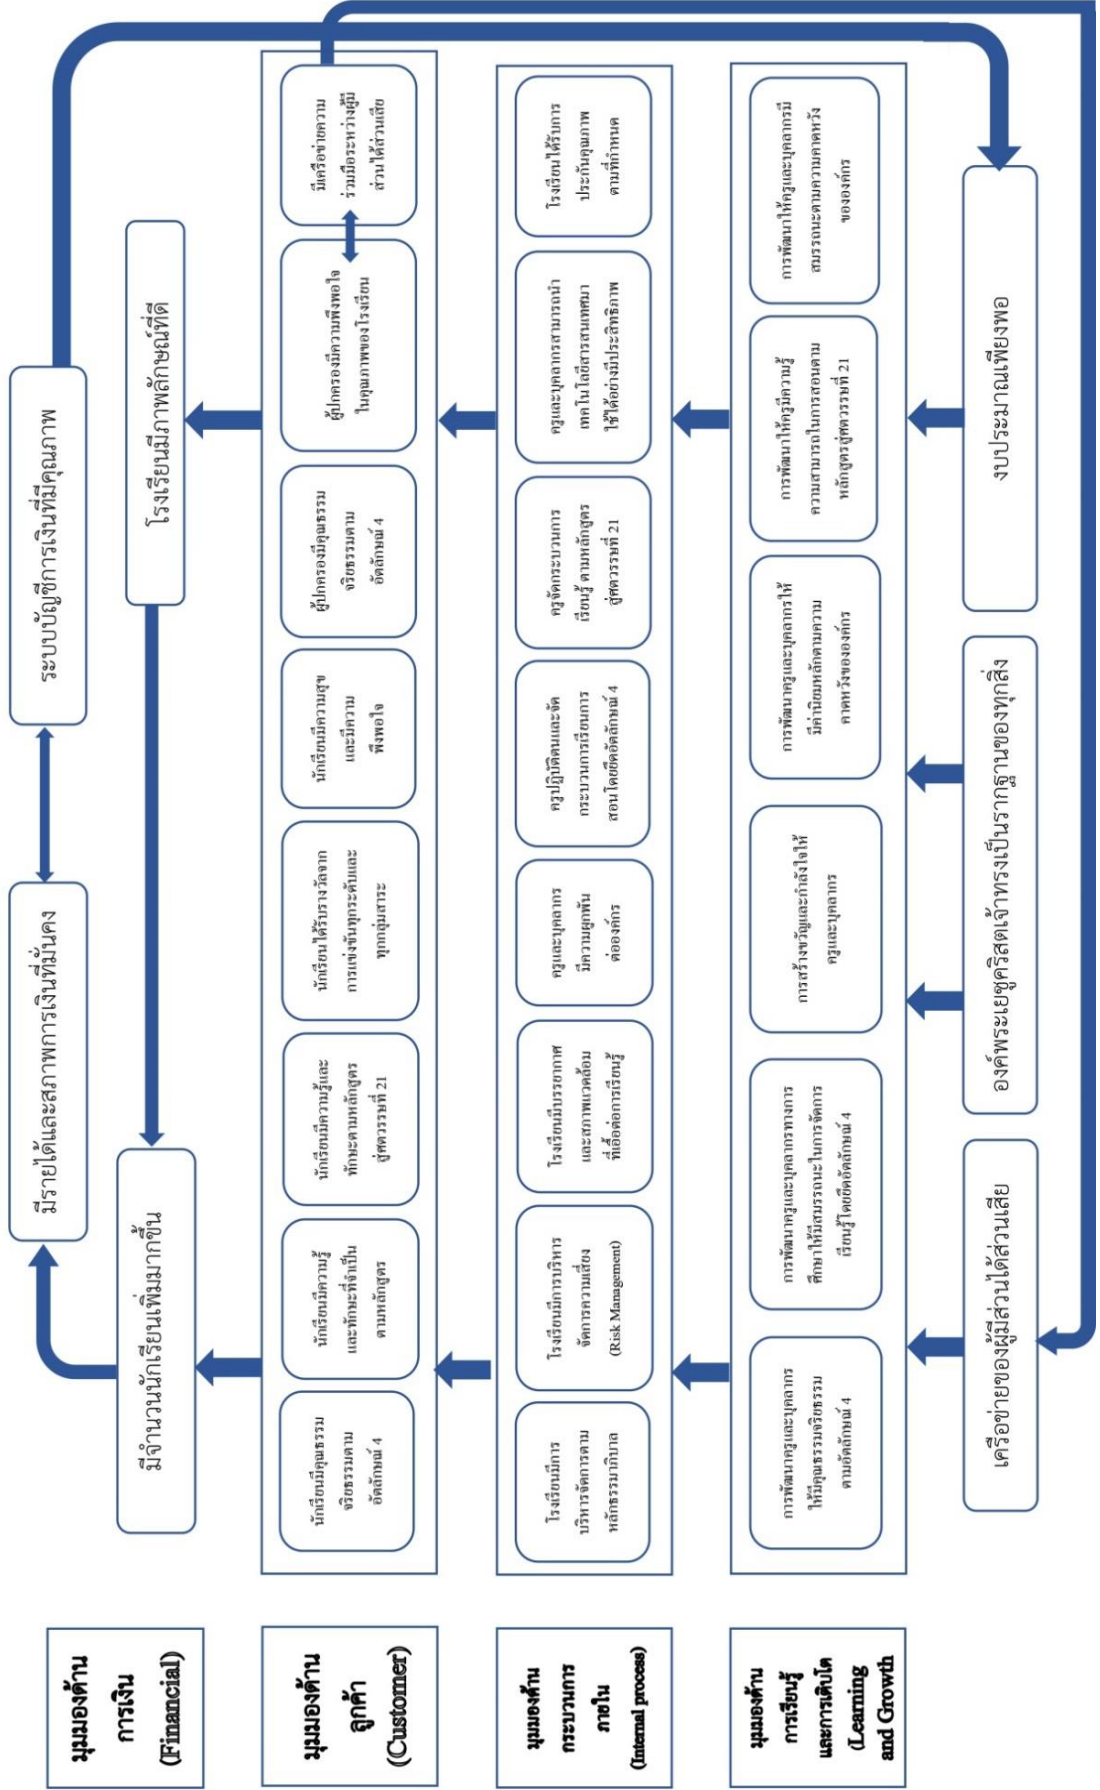 มุมมองด้าน
การเงิน
(Financial)
มีรายได้และสภาพการเงินที่มั่นคง
ระบบบัญชีการเงินที่มีคุณภาพ
มีจำนวนนักเรียนเพิ่มมากขึ้น
โรงเรียนมีภาพลักษณ์ที่ดี
มุมมองด้าน
ลูกค้า
(Customer)
นักเรียนมีคุณธรรม
จริยธรรมตาม
อัตลักษณ์ 4
นักเรียนมีความรู้
และทักษะที่จำเป็น
ตามหลักสูตร
นักเรียนมีความรู้และ
ทักษะตามหลักสูตร
สู่ศตวรรษที่ 21
นักเรียนได้รับรางวัลจาก
การแข่งขันทุกระดับและ
ทุกกลุ่มสาระ
นักเรียนมีความสุข
และมีความ
พึงพอใจ
ผู้ปกครองมีคุณธรรม
จริยธรรมตาม
อัตลักษณ์ 4
ผู้ปกครองมีความพึงพอใจ
ในคุณภาพของโรงเรียน
มีเครือข่ายความ
ร่วมมือระหว่างผู้มี
ส่วนได้ส่วนเสีย
มุมมองด้าน
กระบวนการ
ภายใน
(Internal process)
โรงเรียนมีการ
บริหารจัดการตาม
หลักธรรมาภิบาล
โรงเรียนมีการบริหาร
จัดการความเสี่ยง
(Risk Management)
โรงเรียนมีบรรยากาศ
และสภาพแวดล้อม
ที่เอื้อต่อการเรียนรู้
ครูและบุคลากร
มีความผูกพัน
ต่อองค์กร
ครูปฏิบัติตนและจัด
กระบวนการเรียนการ
สอนโดยยึดอัตลักษณ์ 4
ครูจัดกระบวนการ
เรียนรู้ ตามหลักสูตร
สู่ศตวรรษที่ 21
ครูและบุคลากรสามารถนำ
เทคโนโลยีสารสนเทศมา
ใช้ได้อย่างมีประสิทธิภาพ
โรงเรียนได้รับการ
ประกันคุณภาพ
ตามที่กำหนด
มุมมองด้าน
การเรียนรู้
และการเติบโต
(Learning
and Growth
การพัฒนาครูและบุคลากร
ให้มีคุณธรรมจริยธรรม
ตามอัตลักษณ์ 4
การพัฒนาครูและบุคลากรทางการ
ศึกษาให้มีสมรรถนะในการจัดการ
เรียนรู้โดยยึดอัตลักษณ์ 4
การสร้างขวัญและกำลังใจให้
ครูและบุคลากร
การพัฒนาครูและบุคลากรให้
มีค่านิยมหลักตามความ
คาดหวังขององค์กร
การพัฒนาให้ครูมีความรู้
ความสามารถในการสอนตาม
หลักสูตรสู่ศตวรรษที่ 21
การพัฒนาให้ครูและบุคลากรมี
สมรรถนะตามความคาดหวัง
ขององค์กร
เครือข่ายของผู้มีส่วนได้ส่วนเสีย
องค์พระเยซูคริสตเจ้าทรงเป็นรากฐานของทุกสิ่ง
งบประมาณเพียงพอ